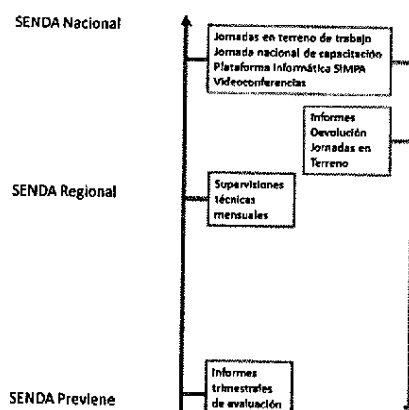 SENDA Nacional
Jornadas en terreno de trabajo
Jornada nacional de capacitación
Plataforma Informática SIMPA
Videoconferencias
Informes
Devolución
Jornadas en
Terreno
SENDA Regional
Supervisiones
técnicas
mensuales
SENDA Previene
Informes
trimestrales
de evaluación